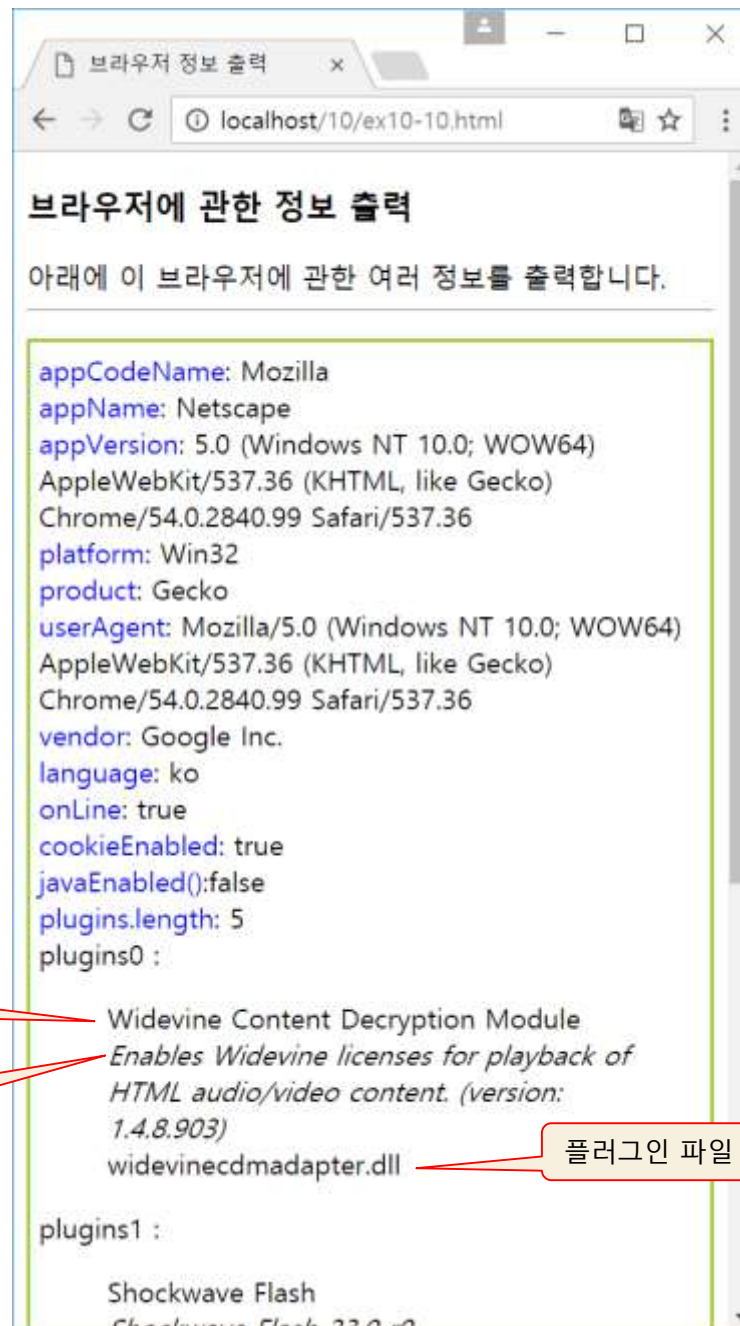 브라우저 정보 출력
localhost/10/ex10-10.html
브라우저에 관한 정보 출력
아래에 이 브라우저에 관한 여러 정보를 출력합니다.
appCodeName: Mozilla
appName: Netscape
appVersion: 5.0 (Windows NT 10.0; WOW64)
AppleWebKit/537.36 (KHTML, like Gecko)
Chrome/54.0.2840.99 Safari/537.36
platform: Win32
product: Gecko
userAgent: Mozilla/5.0 (Windows NT 10.0; WOW64)
AppleWebKit/537.36 (KHTML, like Gecko)
Chrome/54.0.2840.99 Safari/537.36
vendor: Google Inc.
language: ko
onLine: true
cookieEnabled: true
javaEnabled():false
plugins.length: 5
plugins0 :
Widevine Content Decryption Module
Enables Widevine licenses for playback of
HTML audio/video content. (version:
1.4.8.903)
widevinecdmadapter.dll
플러그인 파일
plugins1 :
Shockwave Flash
Shockwave Flash 23.0 r0